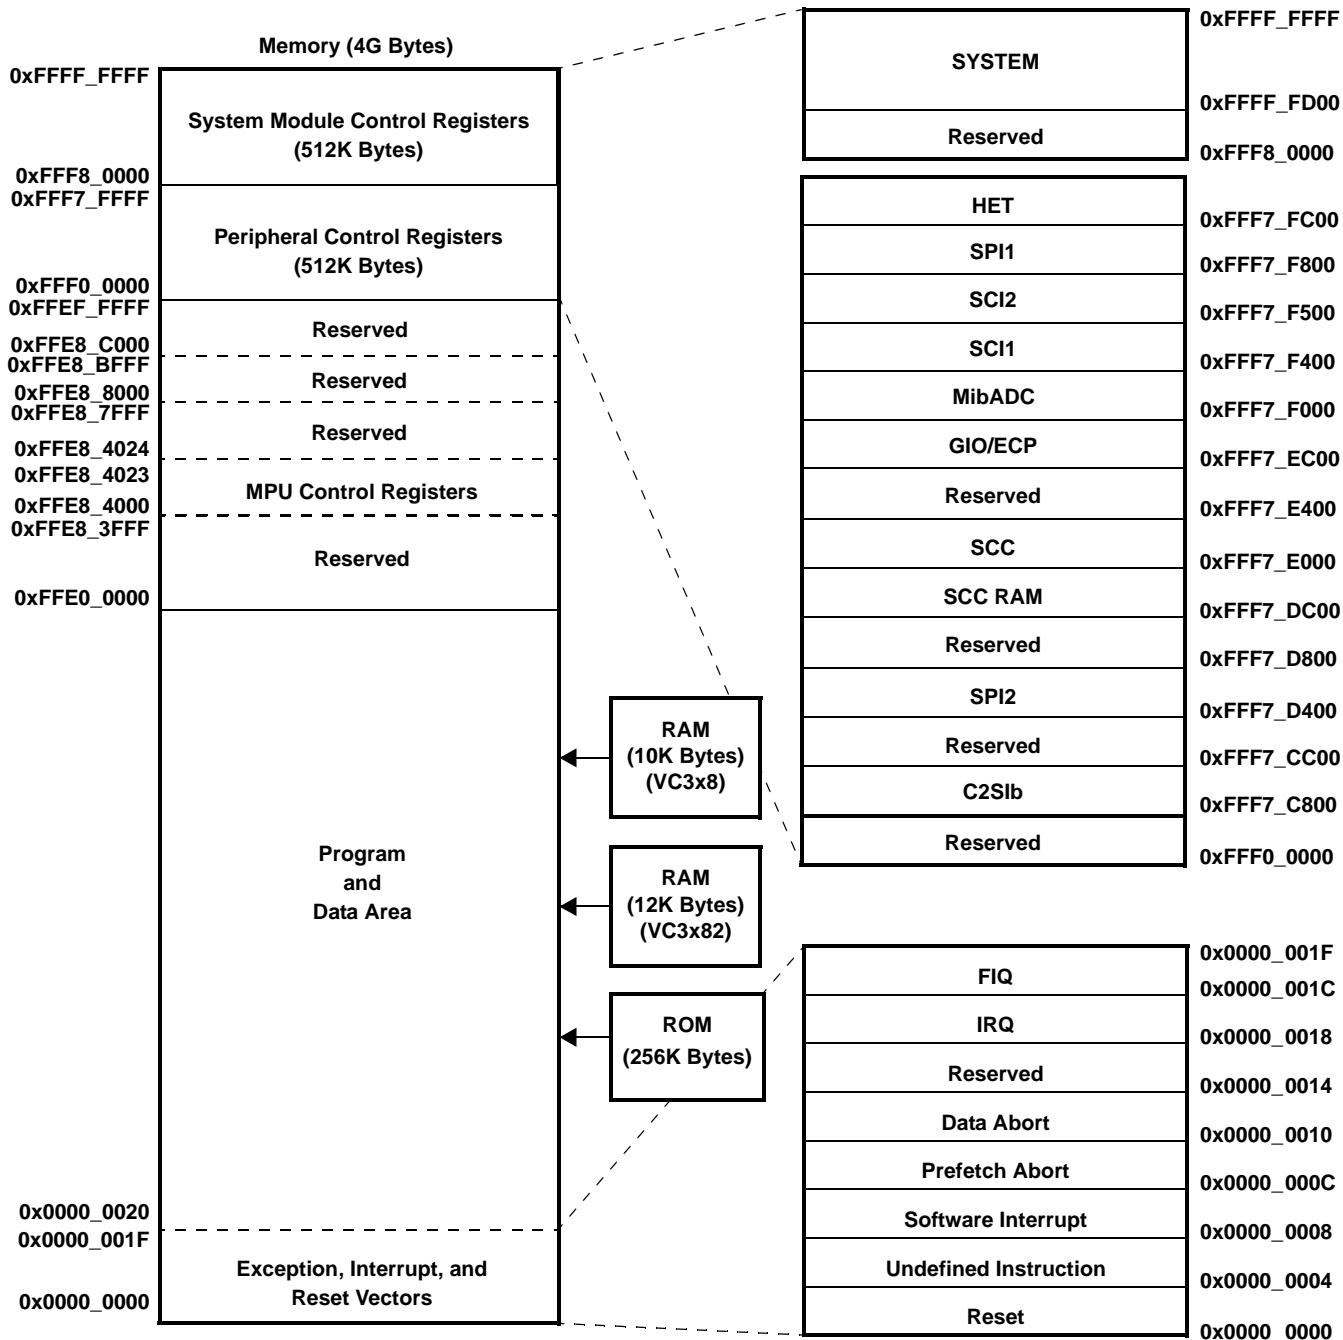 Memory (4G Bytes)
0xFFFF_FFFF
System Module Control Registers
(512K Bytes)
0xFFF8_0000
0xFFF7_FFFF
Peripheral Control Registers
(512K Bytes)
0xFFF0_0000
0xFFEF_FFFF
Reserved
0xFFE8_C000
0xFFE8_BFFF
Reserved
0xFFE8_8000
0xFFE8_7FFF
Reserved
0xFFE8_4024
0xFFE8_4023
MPU Control Registers
0xFFE8_4000
0xFFE8_3FFF
Reserved
0xFFE0_0000
Program
and
Data Area
0x0000_0020
0x0000_001F
Exception, Interrupt, and
Reset Vectors
0x0000_0000
RAM
(10K Bytes)
(VC3x8)
RAM
(12K Bytes)
(VC3x82)
ROM
(256K Bytes)
0xFFFF_FFFF
SYSTEM
0xFFFF_FD00
Reserved
0xFFF8_0000
HET
0xFFF7_FC00
SPI1
0xFFF7_F800
SCI2
0xFFF7_F500
SCI1
0xFFF7_F400
MibADC
0xFFF7_F000
GIO/ECP
0xFFF7_EC00
Reserved
0xFFF7_E400
SCC
0xFFF7_E000
SCC RAM
0xFFF7_DC00
Reserved
0xFFF7_D800
SPI2
0xFFF7_D400
Reserved
0xFFF7_CC00
C2SIb
0xFFF7_C800
Reserved
0xFFF0_0000
0x0000_001F
FIQ
0x0000_001C
IRQ
0x0000_0018
Reserved
0x0000_0014
Data Abort
0x0000_0010
Prefetch Abort
0x0000_000C
Software Interrupt
0x0000_0008
Undefined Instruction
0x0000_0004
Reset
0x0000_0000